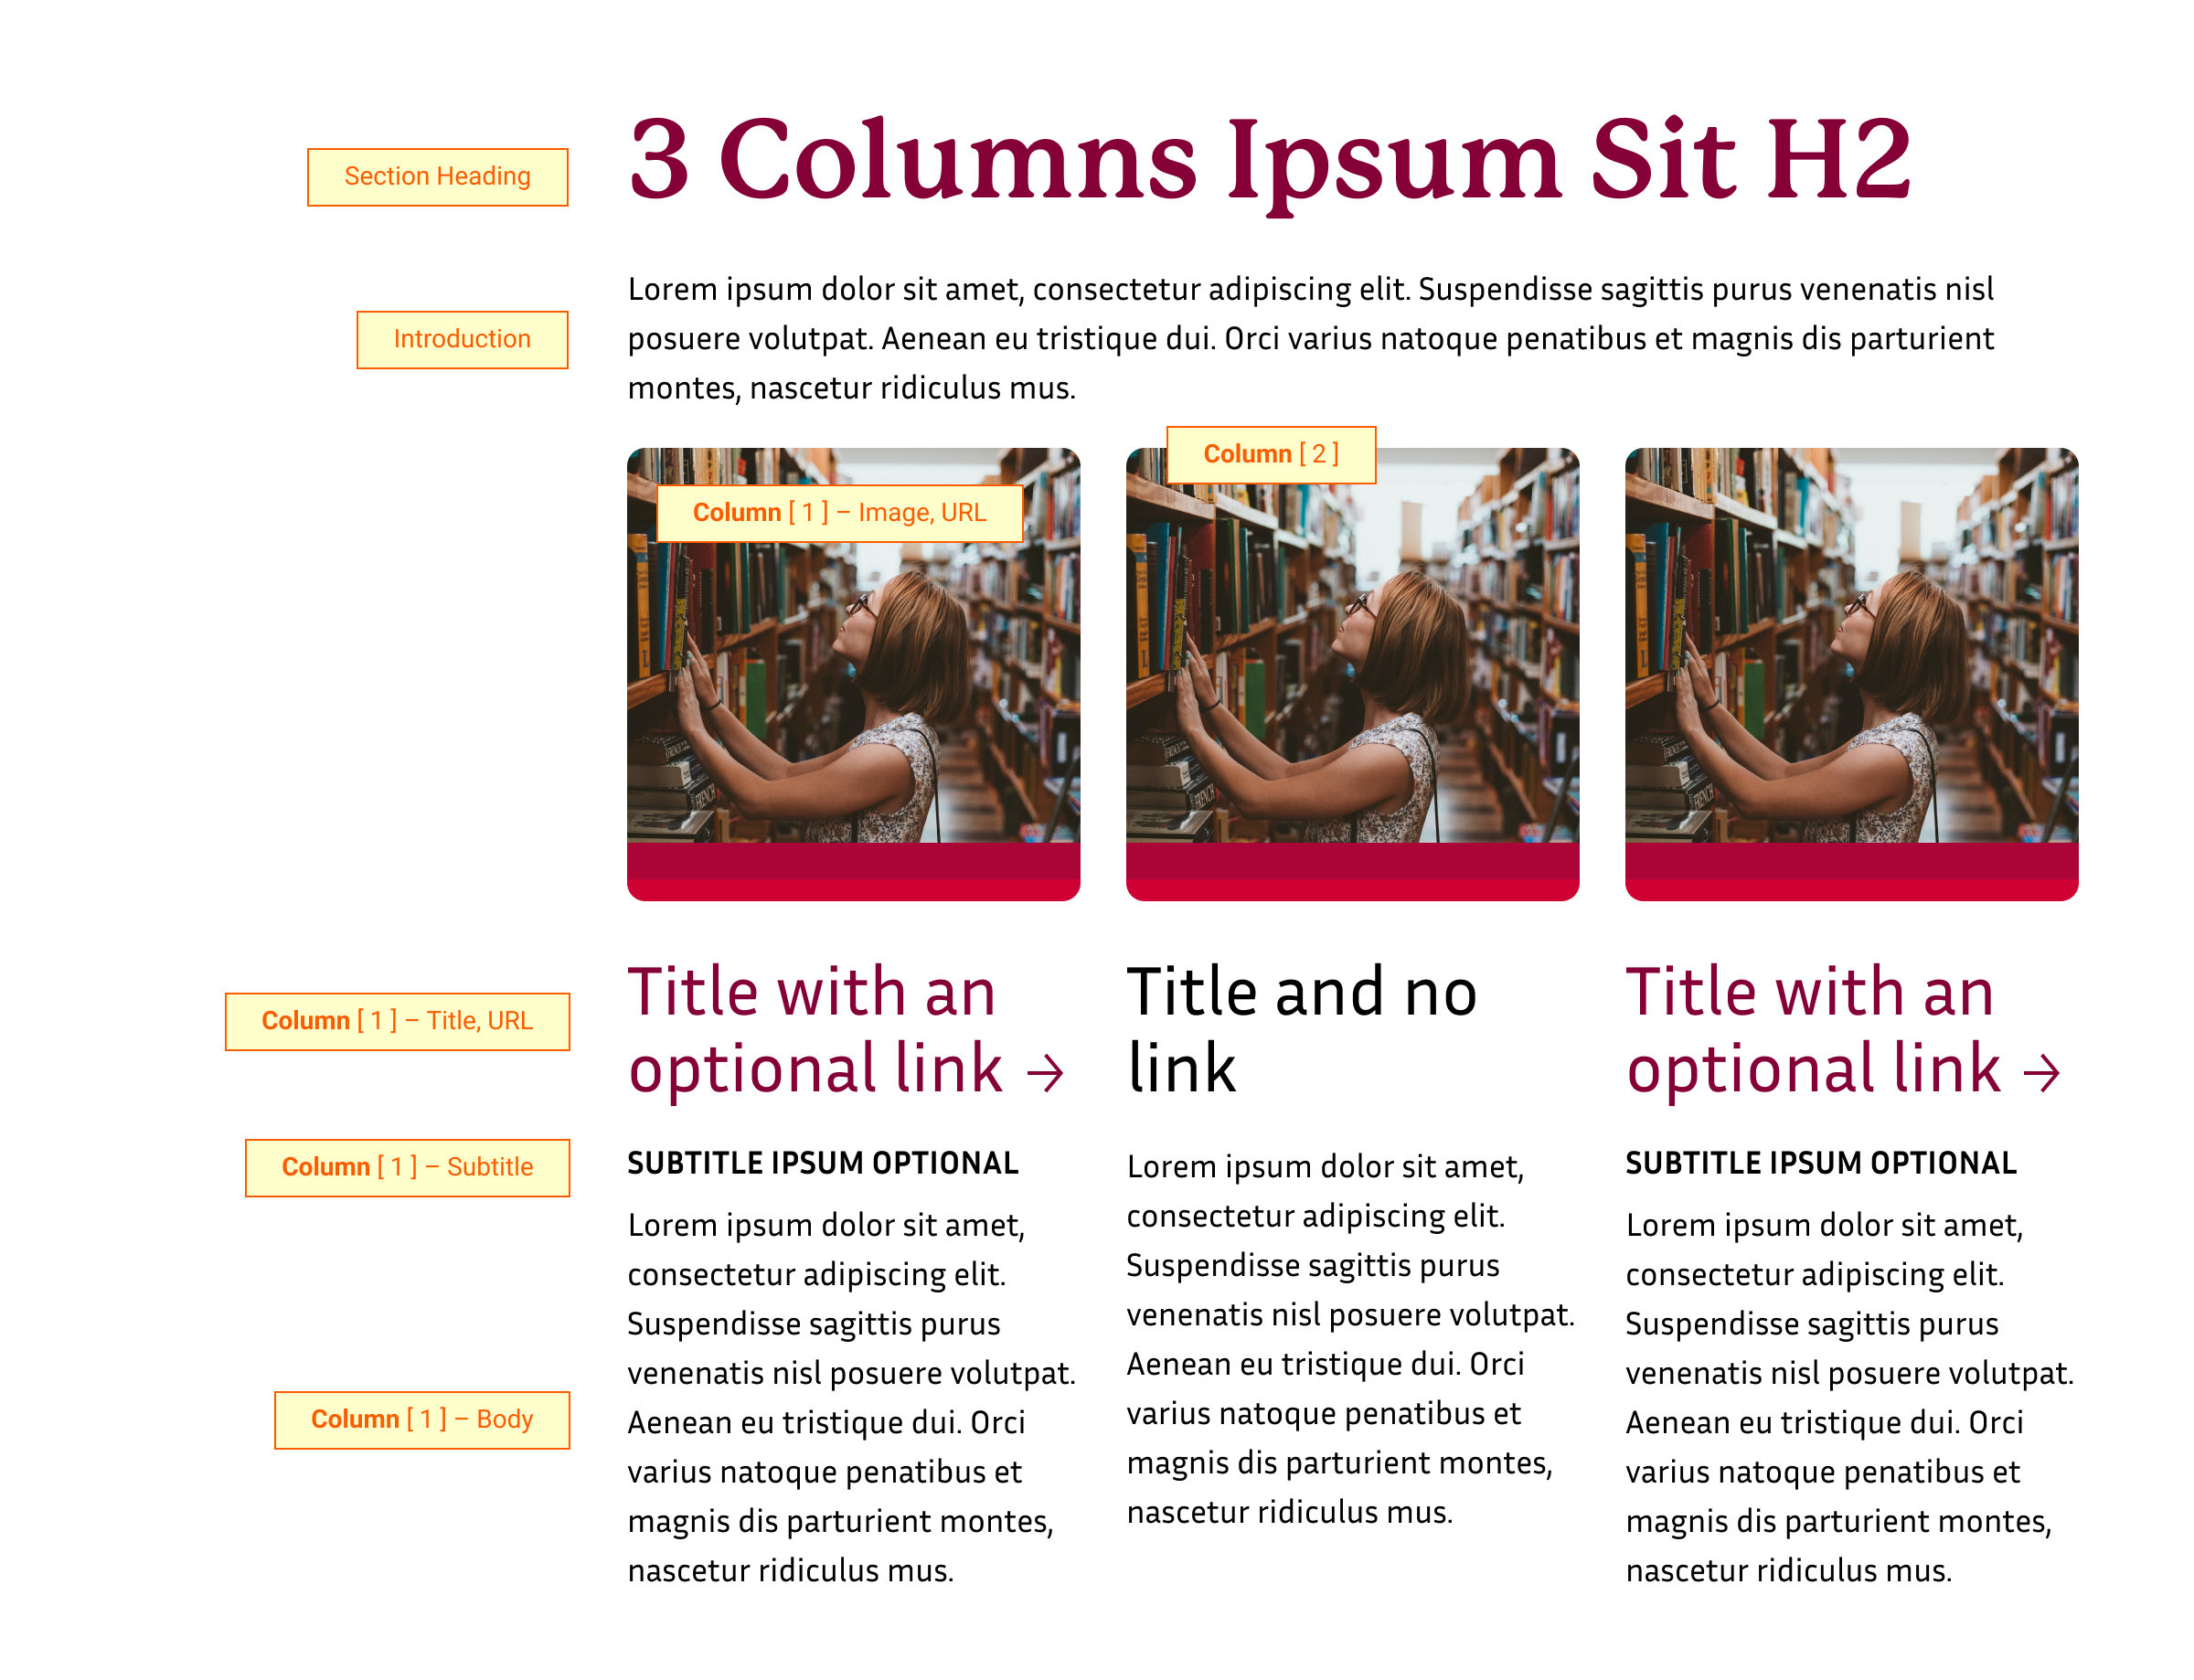 Section Heading
3 Columns Ipsum Sit H2
Introduction
Lorem ipsum dolor sit amet, consectetur adipiscing elit. Suspendisse sagittis purus venenatis nisl
posuere volutpat. Aenean eu tristique dui. Orci varius natoque penatibus et magnis dis parturient
montes, nascetur ridiculus mus.
Column [ 1 ] – Image, URL
Column [ 2 ]
FRENCH
FRENCH
FRENCH
Column [ 1 ] – Title, URL
Title with an
optional link →
Column [ 1 ] – Subtitle
SUBTITLE IPSUM OPTIONAL
Column [ 1 ] – Body
Lorem ipsum dolor sit amet,
consectetur adipiscing elit.
Suspendisse sagittis purus
venenatis nisl posuere volutpat.
Aenean eu tristique dui. Orci
varius natoque penatibus et
magnis dis parturient montes,
nascetur ridiculus mus.
Title and no
link
Lorem ipsum dolor sit amet,
consectetur adipiscing elit.
Suspendisse sagittis purus
venenatis nisl posuere volutpat.
Aenean eu tristique dui. Orci
varius natoque penatibus et
magnis dis parturient montes,
nascetur ridiculus mus.
Title with an
optional link →
SUBTITLE IPSUM OPTIONAL
Lorem ipsum dolor sit amet,
consectetur adipiscing elit.
Suspendisse sagittis purus
venenatis nisl posuere volutpat.
Aenean eu tristique dui. Orci
varius natoque penatibus et
magnis dis parturient montes,
nascetur ridiculus mus.